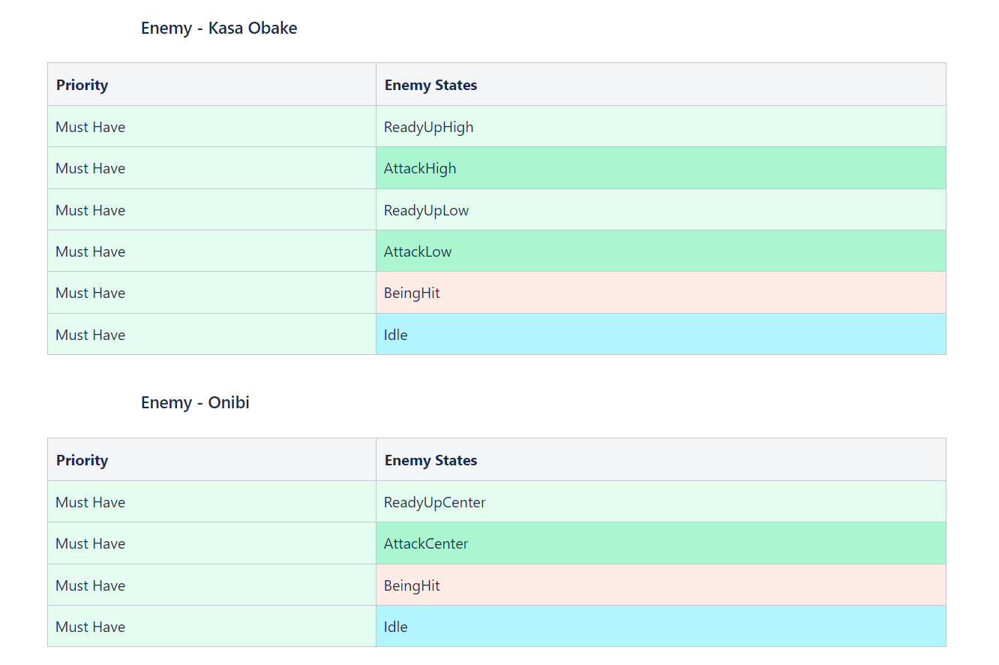 Enemy - Kasa Obake
Priority Enemy States
Must Have ReadyUpHigh
Must Have AttackHigh
Must Have ReadyUpLow
Must Have AttackLow
Must Have BeingHit
Must Have Idle
Enemy - Onibi
Priority Enemy States
Must Have ReadyUpCenter
Must Have AttackCenter
Must Have BeingHit
Must Have Idle